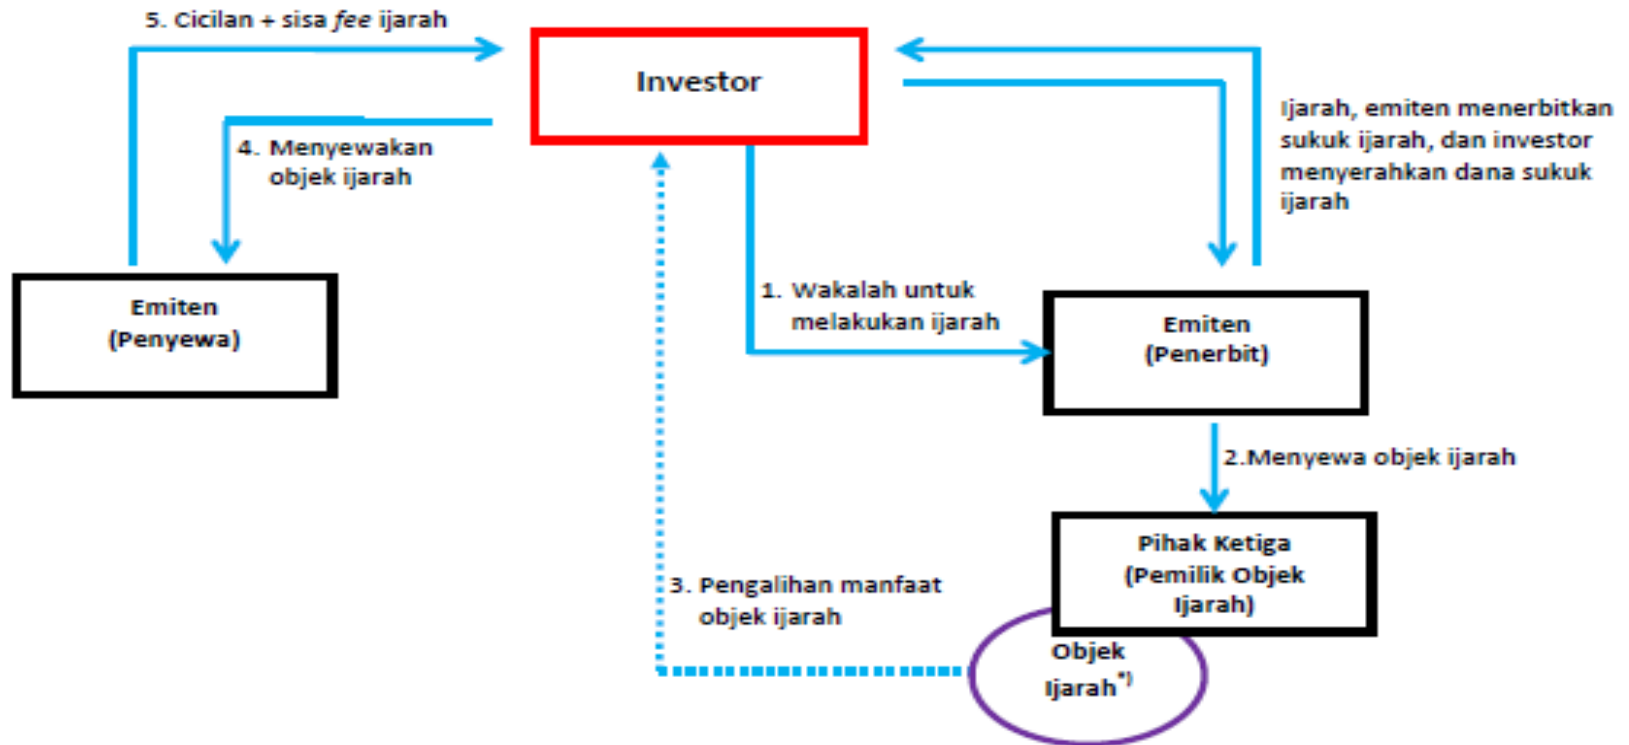 5. Cicilan + sisa fee ijarah
Investor
Ijarah, emiten menerbitkan
sukuk ijarah, dan investor
menyerahkan dana sukuk
ijarah
4. Menyewakan
objek ijarah
Emiten
(Penyewa)
1. Wakalah untuk
melakukan ijarah
Emiten
(Penerbit)
2.Menyewa objek ijarah
Pihak Ketiga
(Pemilik Objek
Ijarah)
3. Pengalihan manfaat
objek ijarah
Objek
Ijarah*)